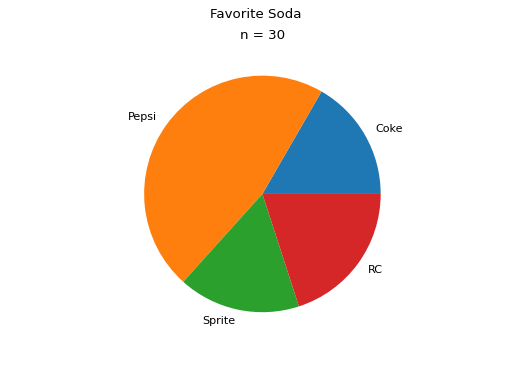 Favorite Soda
n = 30
Pepsi
Coke
RC
Sprite